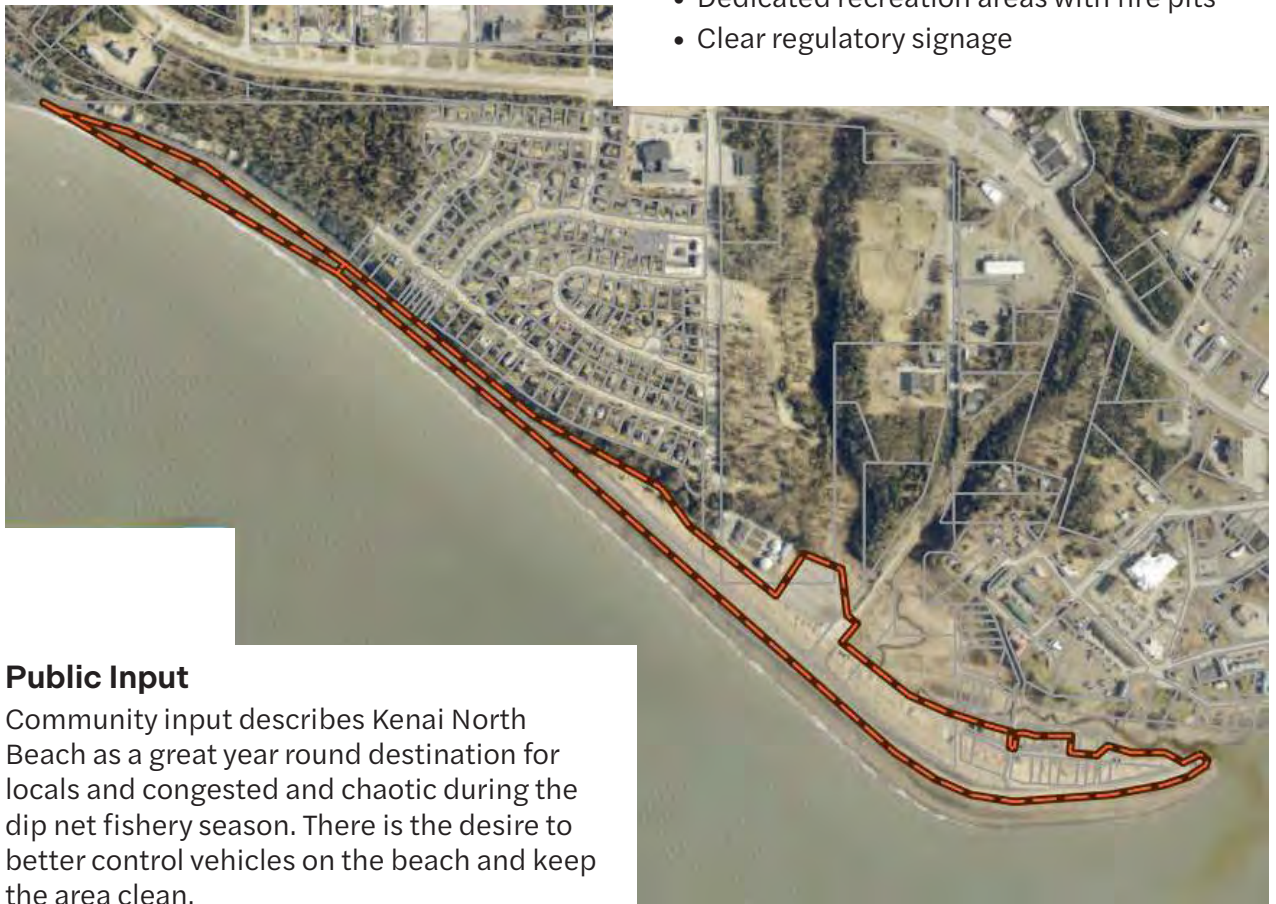 • Dedicated recreation areas with fire pits
• Clear regulatory signage
Public Input
Community input describes Kenai North
Beach as a great year round destination for
locals and congested and chaotic during the
dip net fishery season. There is the desire to
better control vehicles on the beach and keep
the area clean.